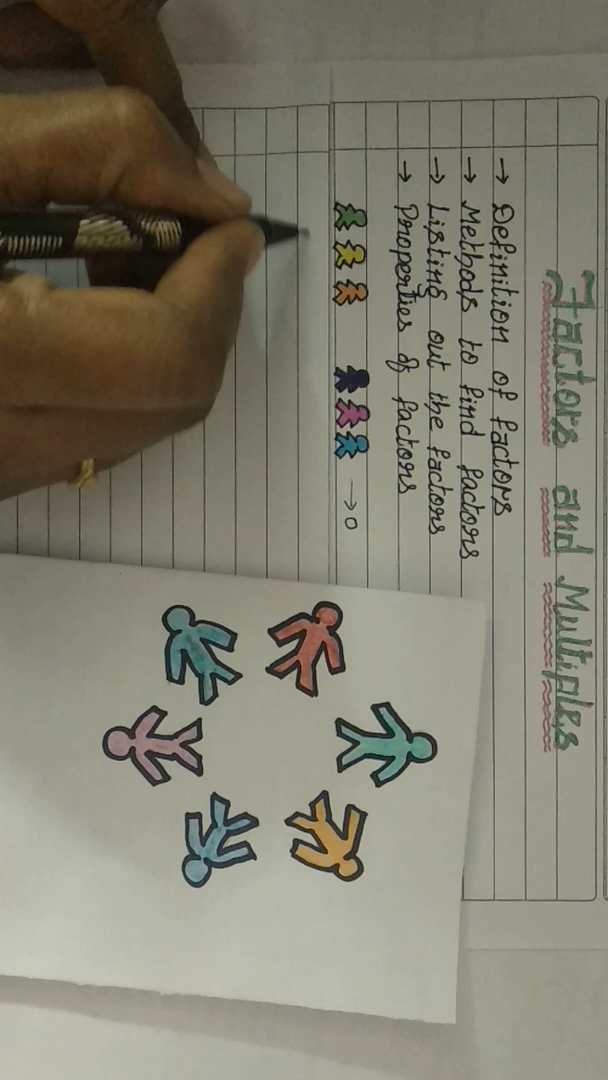 Factors and Multiples
→ Definition of factors
→ Methods to find factors
→ Listing out the factors
→ Properties of factors
→ 0